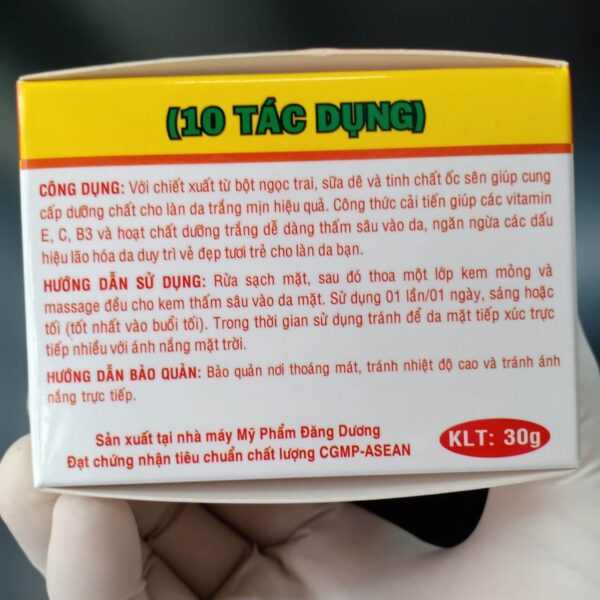 (10 TÁC DỤNG)
CÔNG DỤNG: Với chiết xuất từ bột ngọc trai, sữa dê và tinh chất ốc sên giúp cung
cấp dưỡng chất cho làn da trắng mịn hiệu quả. Công thức cải tiến giúp các vitamin
E, C, B3 và hoạt chất dưỡng trắng dễ dàng thấm sâu vào da, ngăn ngừa các dấu
hiệu lão hóa da duy trì vẻ đẹp tươi trẻ cho làn da bạn.
HƯỚNG DẪN SỬ DỤNG: Rửa sạch mặt, sau đó thoa một lớp kem mỏng và
massage đều cho kem thấm sâu vào da mặt. Sử dụng 01 lần/01 ngày, sáng hoặc
tối (tốt nhất vào buổi tối). Trong thời gian sử dụng tránh để da mặt tiếp xúc trực
tiếp nhiều với ánh nắng mặt trời.
HƯỚNG DẪN BẢO QUẢN: Bảo quản nơi thoáng mát, tránh nhiệt độ cao và tránh ánh
nắng trực tiếp.
Sản xuất tại nhà máy Mỹ Phẩm Đăng Dương
Đạt chứng nhận tiêu chuẩn chất lượng CGMP-ASEAN
KLT: 30g